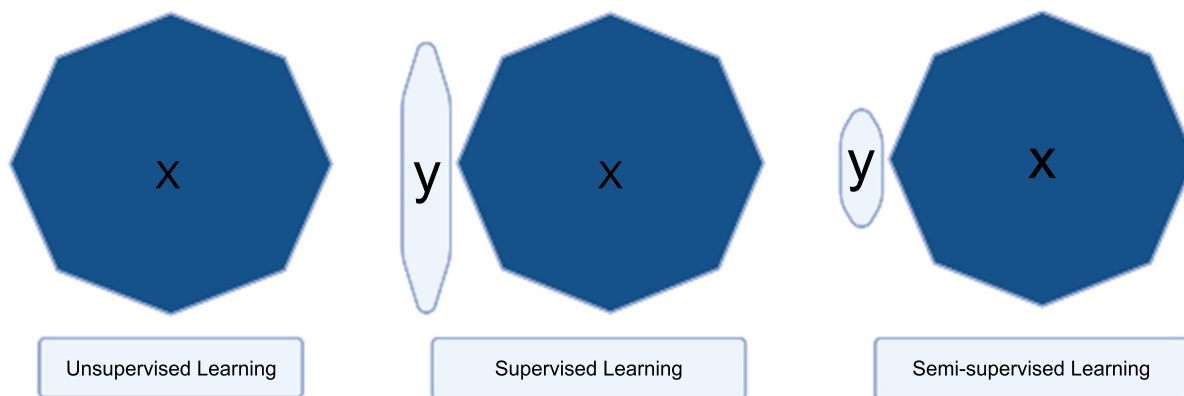 x
y
x
y
x
Unsupervised Learning
Supervised Learning
Semi-supervised Learning